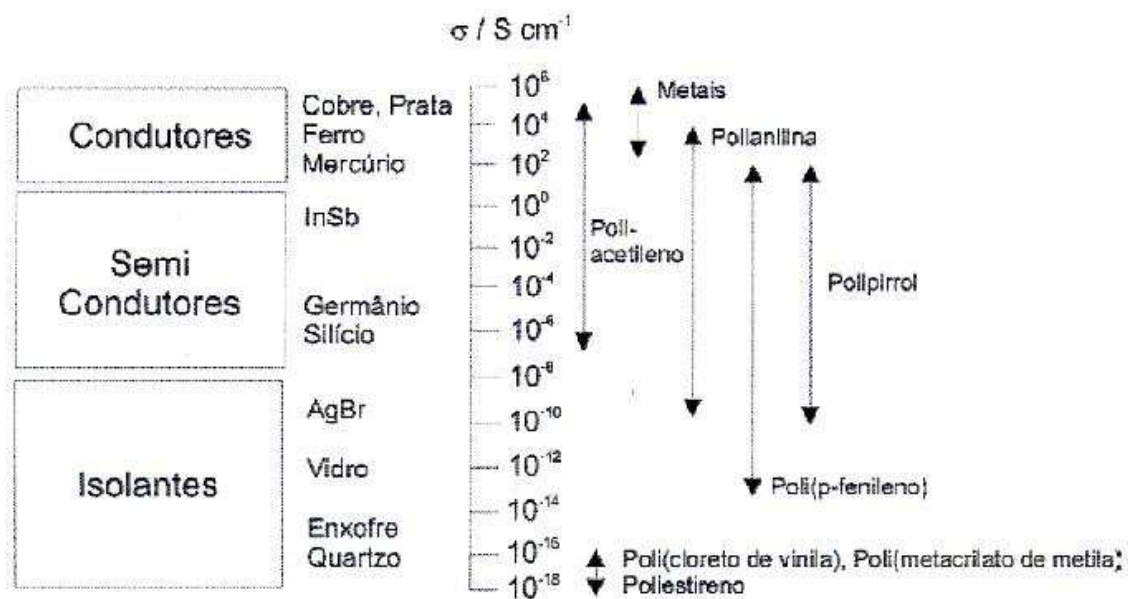 σ / S cm⁻¹
Condutores
Cobre, Prata
Ferro
Mercúrio
Semi
Condutores
InSb
Germânio
Silício
Isolantes
AgBr
Vidro
Enxofre
Quartzo
10⁶
10⁴
10²
10⁰
10⁻²
10⁻⁴
10⁻⁶
10⁻⁸
10⁻¹⁰
10⁻¹²
10⁻¹⁴
10⁻¹⁶
10⁻¹⁸
Metais
Polianilina
Poli-
acetileno
Polipirrol
Poli(p-fenileno)
Poli(cloreto de vinila), Poli(metacrilato de metila)
Poliestireno